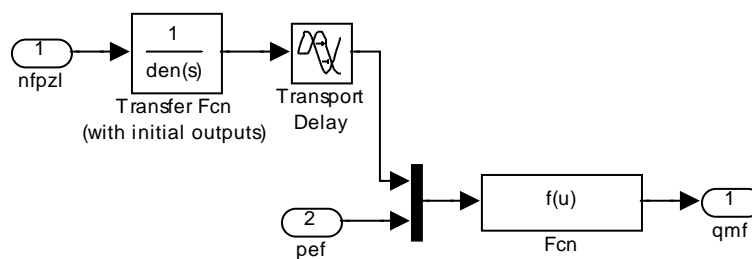 1
nfpzl
1
den(s)
Transfer Fcn
(with initial outputs)
Transport
Delay
2
pef
f(u)
Fcn
1
qmf